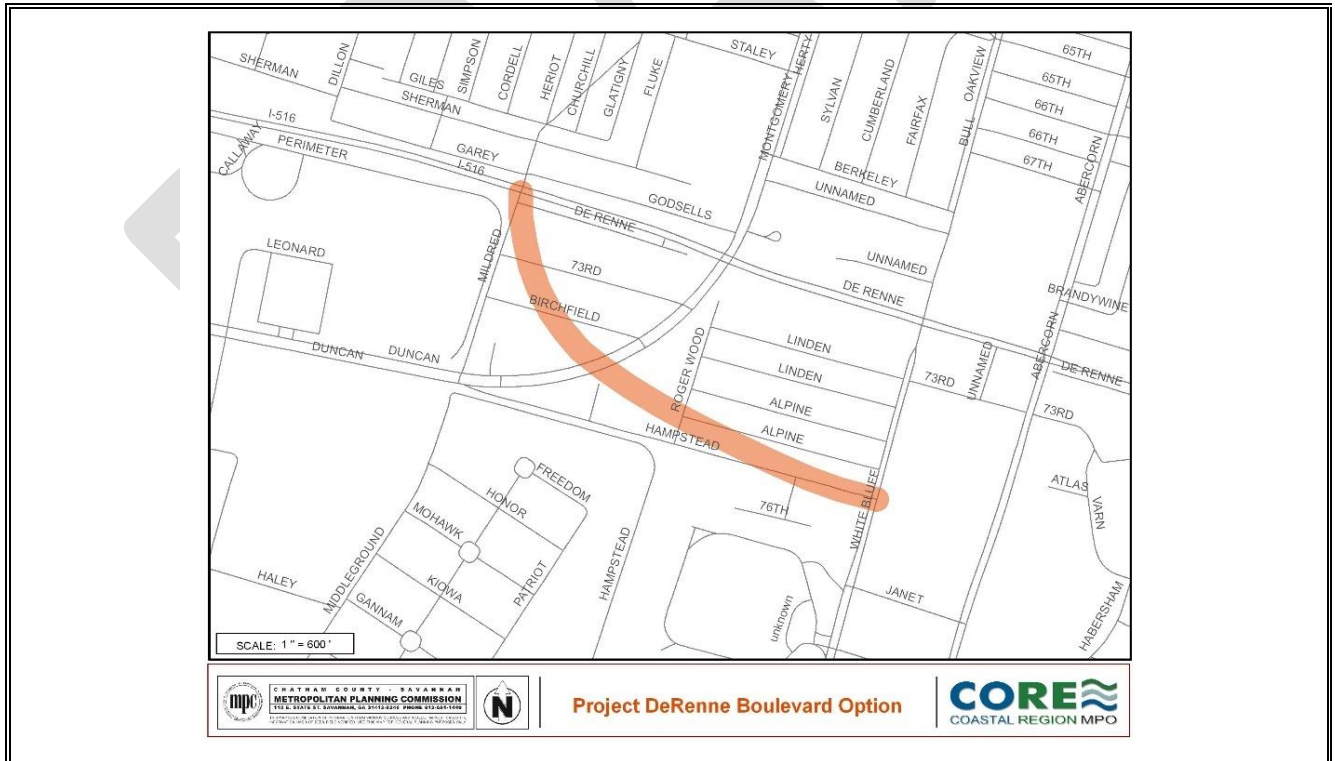 STALEY
65TH
SHERMAN
DILLON
GILES
SIMPSON
CORDELL
HERIOT
CHURCHILL
GLATIGNY
FLUKE
MONTGOMERY
HERTY
SYLVAN
CUMBERLAND
FAIRFAX
BULL
OAKVIEW
65TH
SHERMAN
66TH
66TH
67TH
ABERCORN
I-516
CALLAWAY
PERIMETER
GAREY
I-516
BERKELEY
UNNAMED
GODSELLS
DE RENNE
LEONARD
MILDRED
73RD
UNNAMED
DE RENNE
BRANDYWINE
BIRCHFIELD
ROGER WOOD
LINDEN
ABERCORN
DUNCAN
DUNCAN
LINDEN
73RD
UNNAMED
DE RENNE
ALPINE
73RD
HAMPSTEAD
ALPINE
FREEDOM
HONOR
MOHAWK
76TH
WHITE BLUFF
ATLAS
VARN
MIDDLEGROUND
HALEY
KIOWA
PATRIOT
HAMPSTEAD
GANNAM
unknown
JANET
HABERSHAM
SCALE: 1 " = 600 '
mpc
CHATHAM COUNTY - SAVANNAH
METROPOLITAN PLANNING COMMISSION
N
Project DeRenne Boulevard Option
CORE
COASTAL REGION MPO